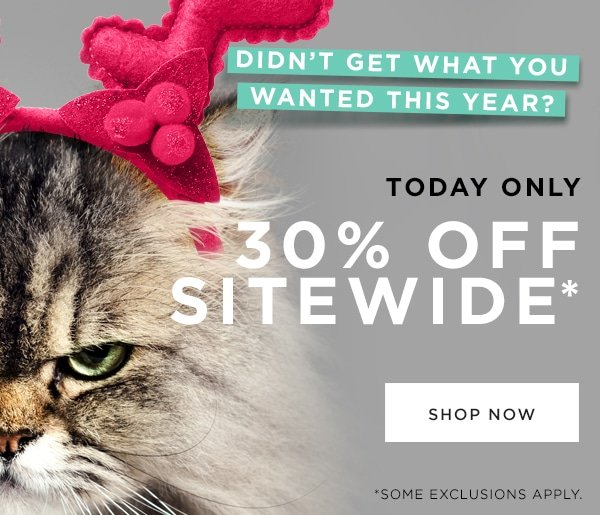 DIDN'T GET WHAT YOU
WANTED THIS YEAR?
TODAY ONLY
30% OFF
SITEWIDE*
SHOP NOW
*SOME EXCLUSIONS APPLY.